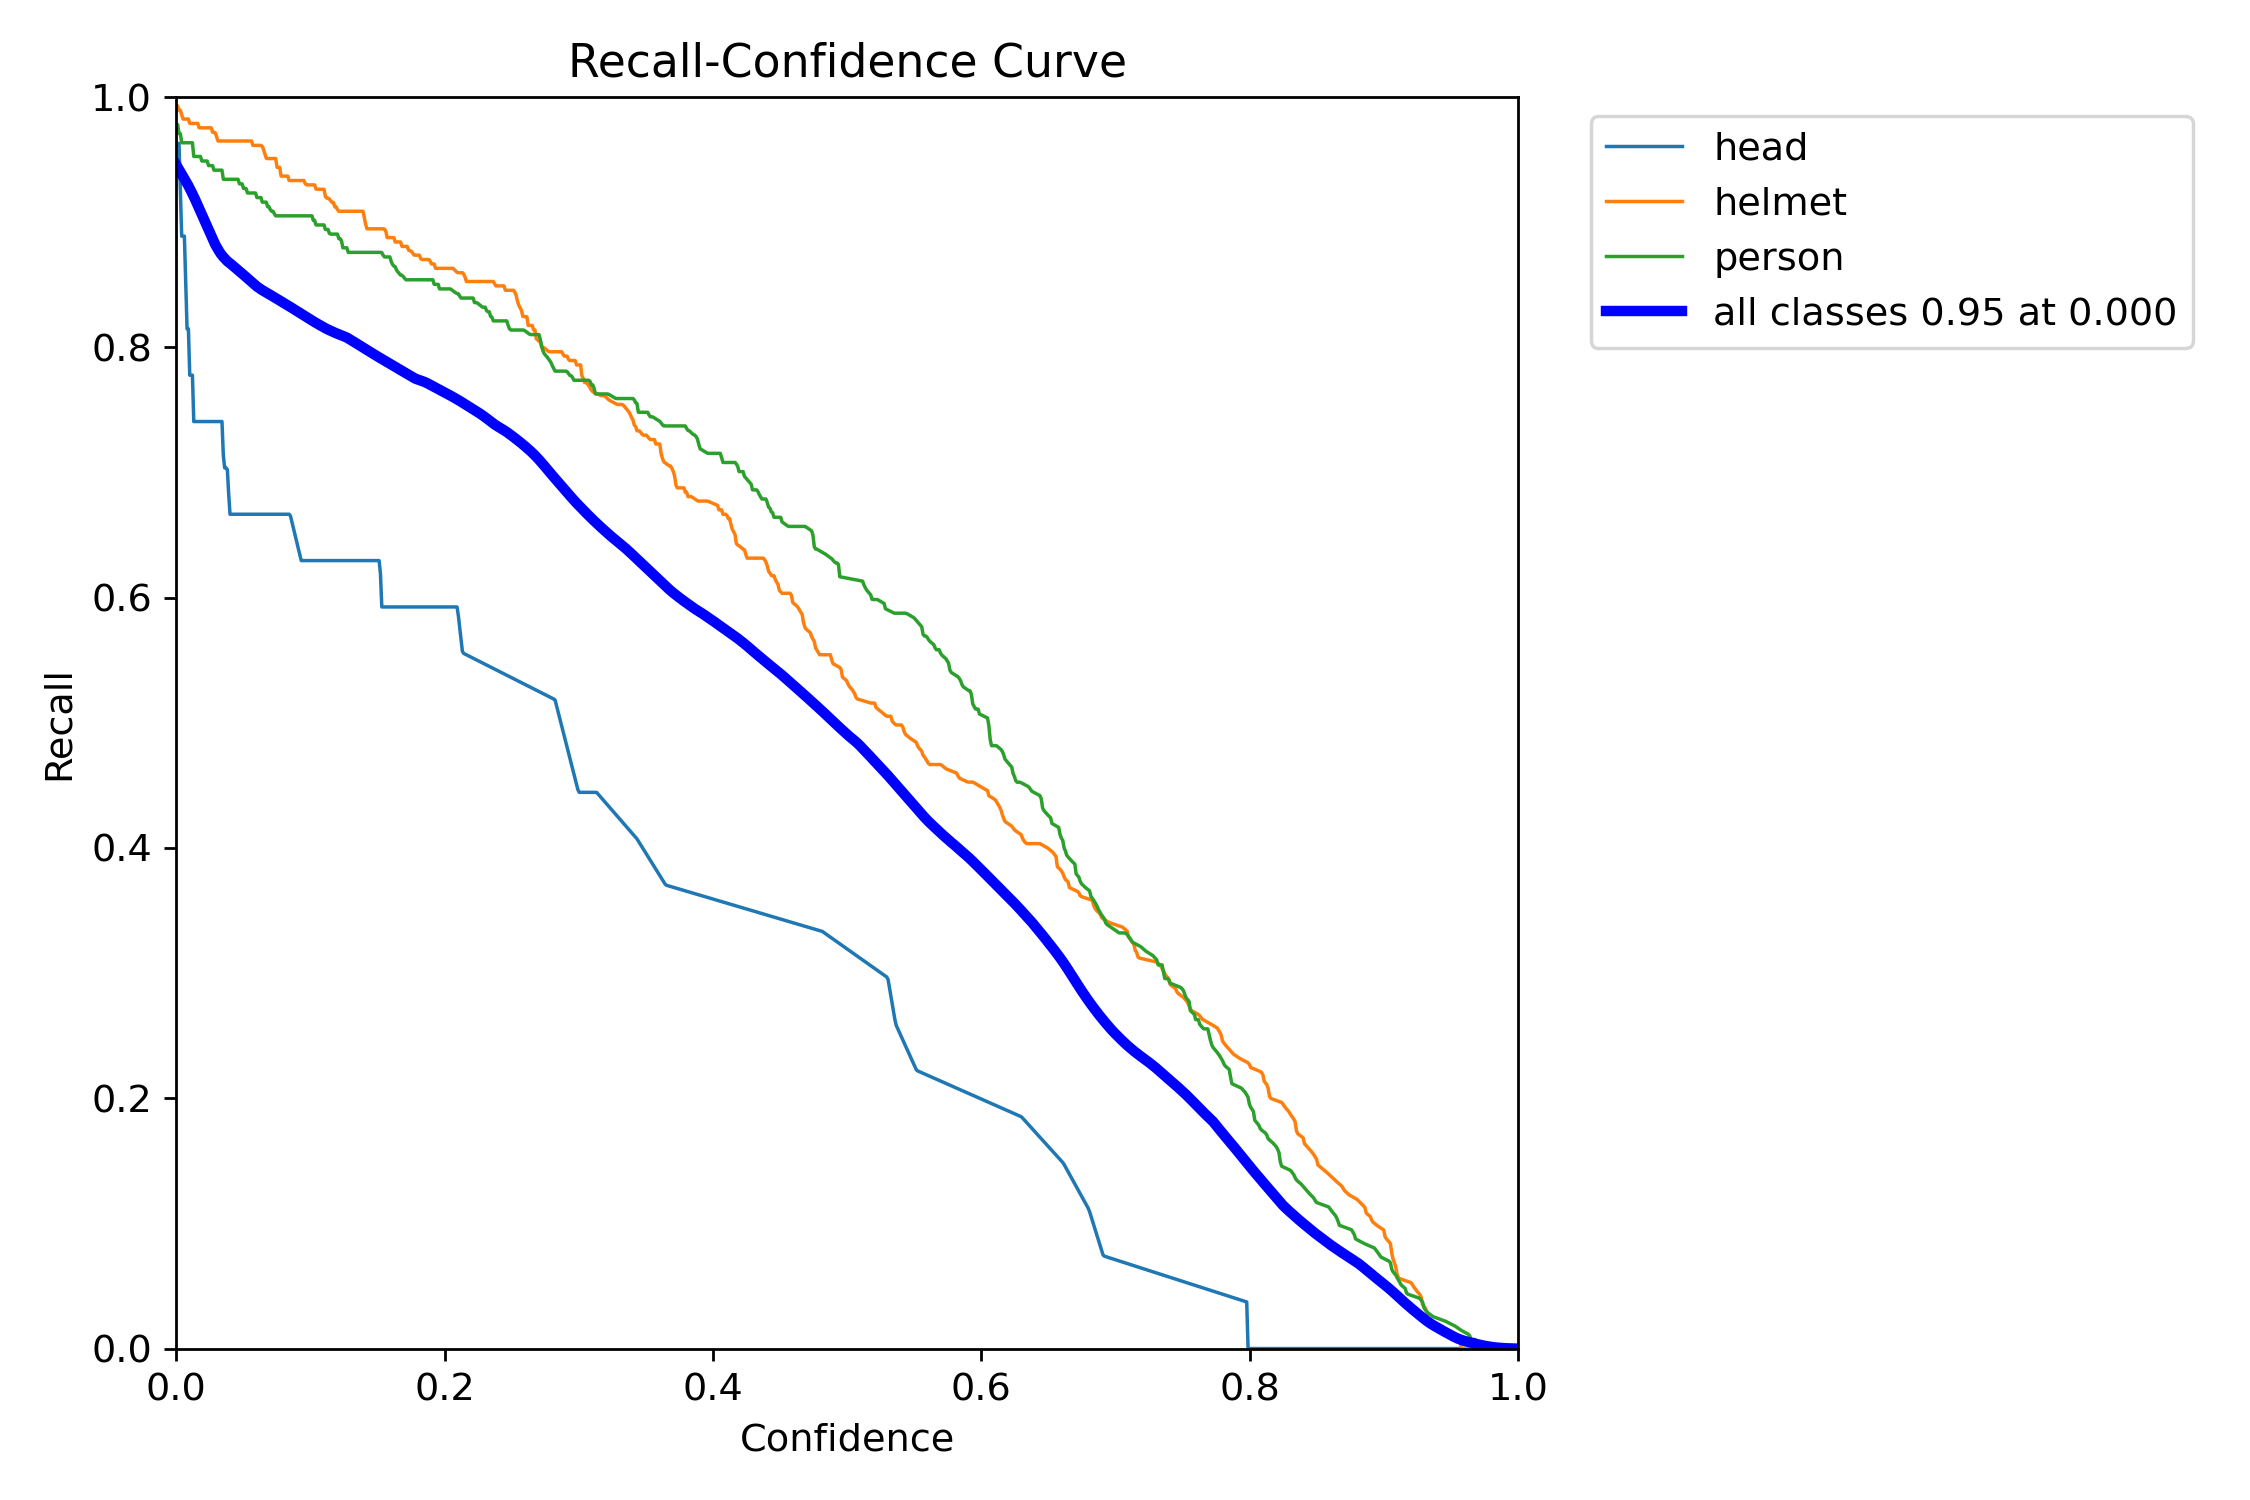 Recall-Confidence Curve
1.0
0.8
0.6
0.4
0.2
0.0
Recall
0.0 0.2 0.4 0.6 0.8 1.0
Confidence
head
helmet
person
all classes 0.95 at 0.000